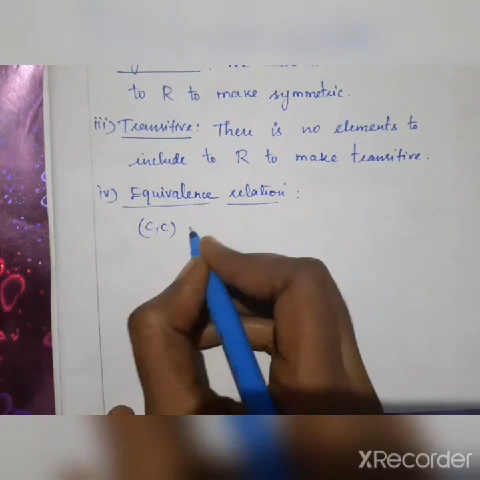 to R to make symmetric.
iii) Transitive: There is no elements to
include to R to make transitive.
iv) Equivalence relation:
(c,c)
XRecorder